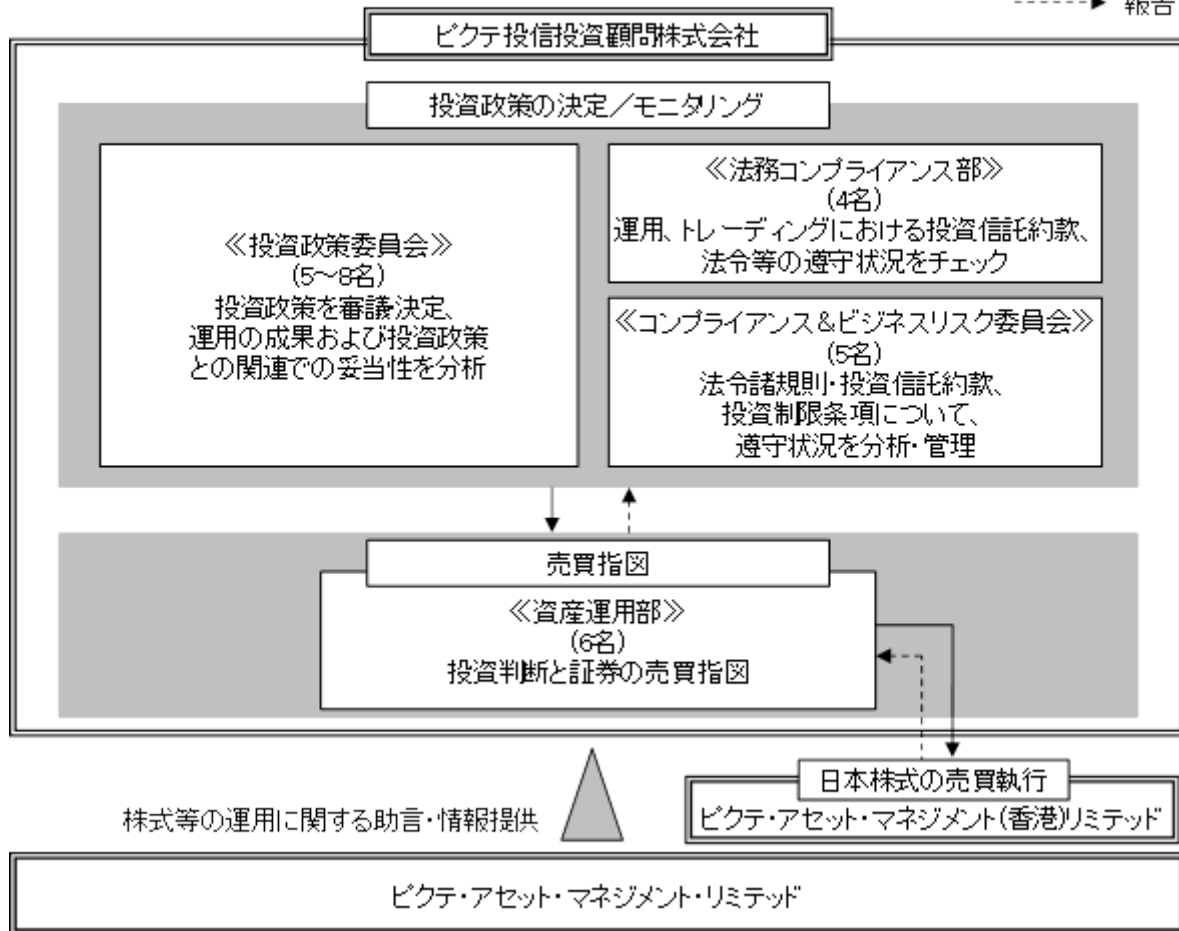 報告
ピクテ投信投資顧問株式会社
投資政策の決定／モニタリング
≪投資政策委員会≫
(5～8名)
投資政策を審議・決定、
運用の成果および投資政策
との関連での妥当性を分析
≪法務コンプライアンス部≫
(4名)
運用、トレーディングにおける投資信託約款、
法令等の遵守状況をチェック
≪コンプライアンス＆ビジネスリスク委員会≫
(5名)
法令諸規則・投資信託約款、
投資制限条項について、
遵守状況を分析・管理
売買指図
≪資産運用部≫
(6名)
投資判断と証券の売買指図
日本株式の売買執行
ピクテ・アセット・マネジメント(香港)リミテッド
株式等の運用に関する助言・情報提供
ピクテ・アセット・マネジメント・リミテッド